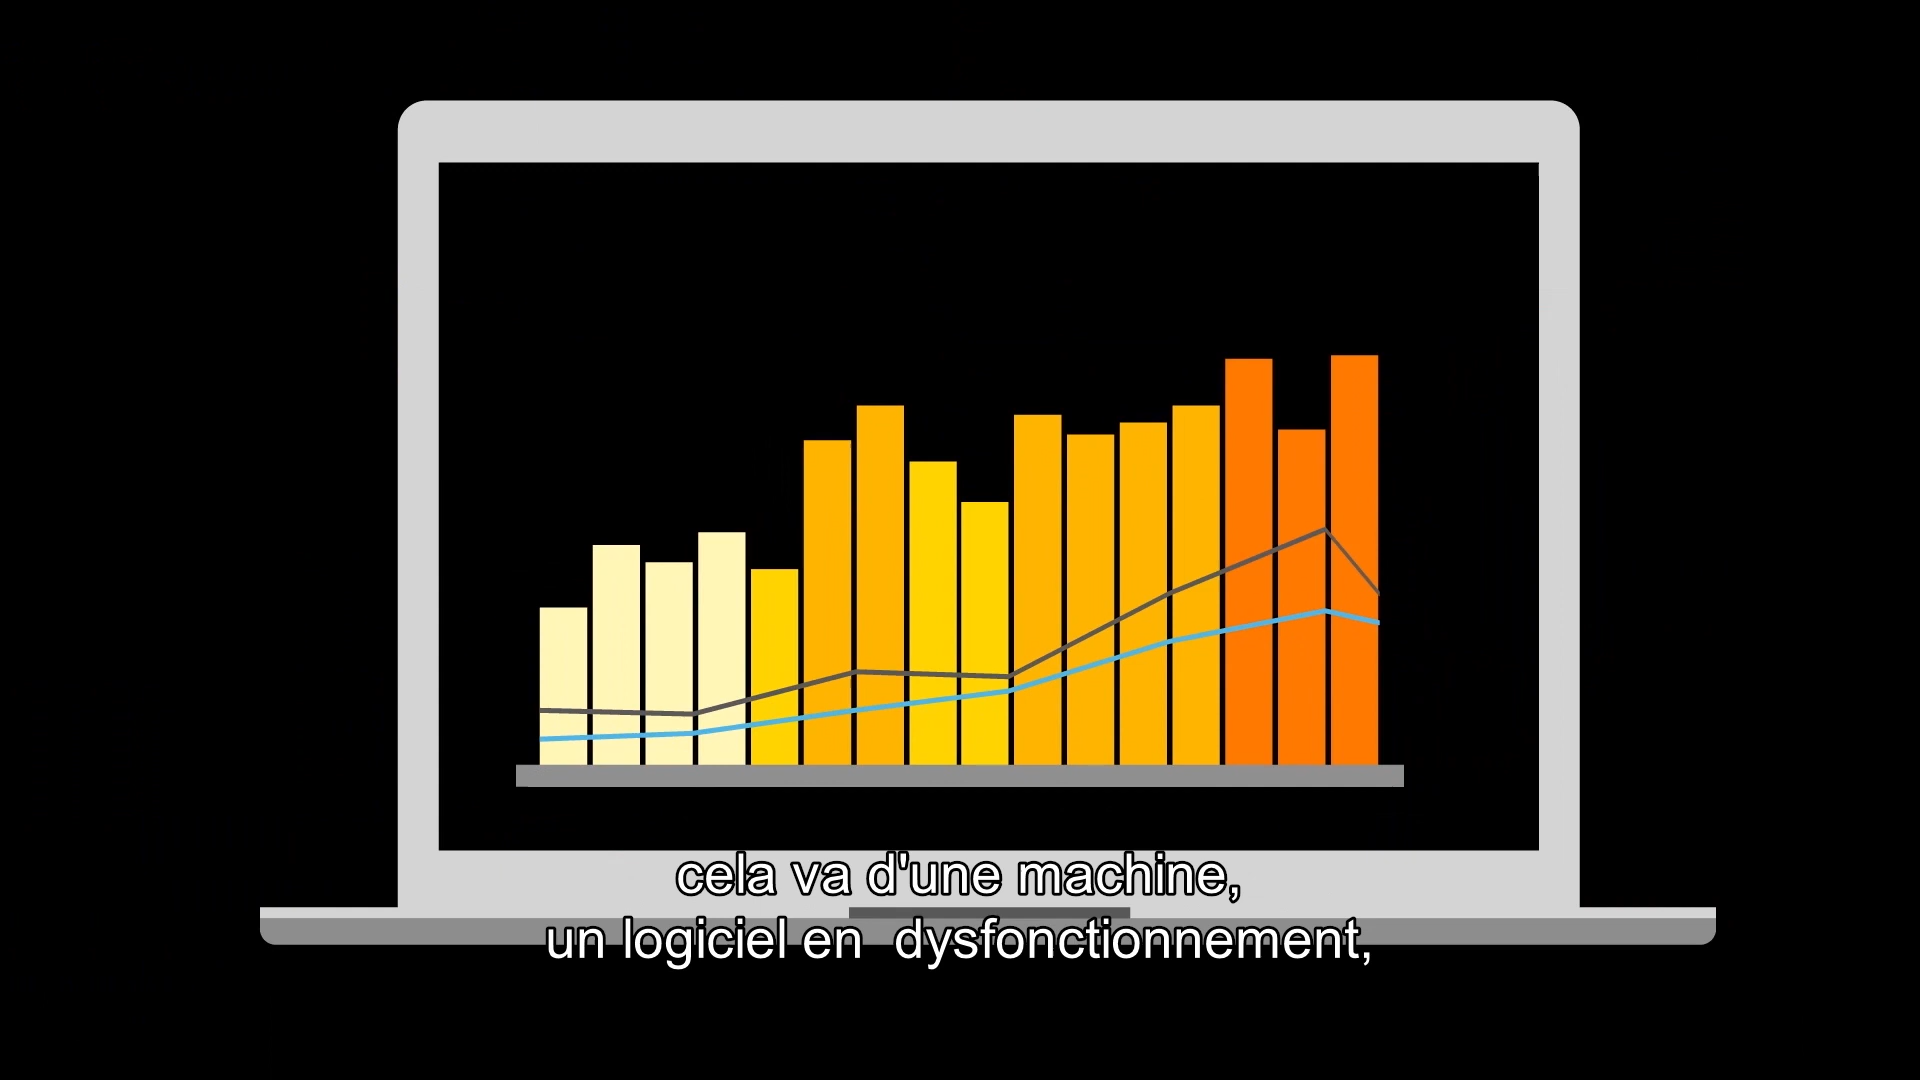 cela va d'une machine,
un logiciel en  dysfonctionnement,